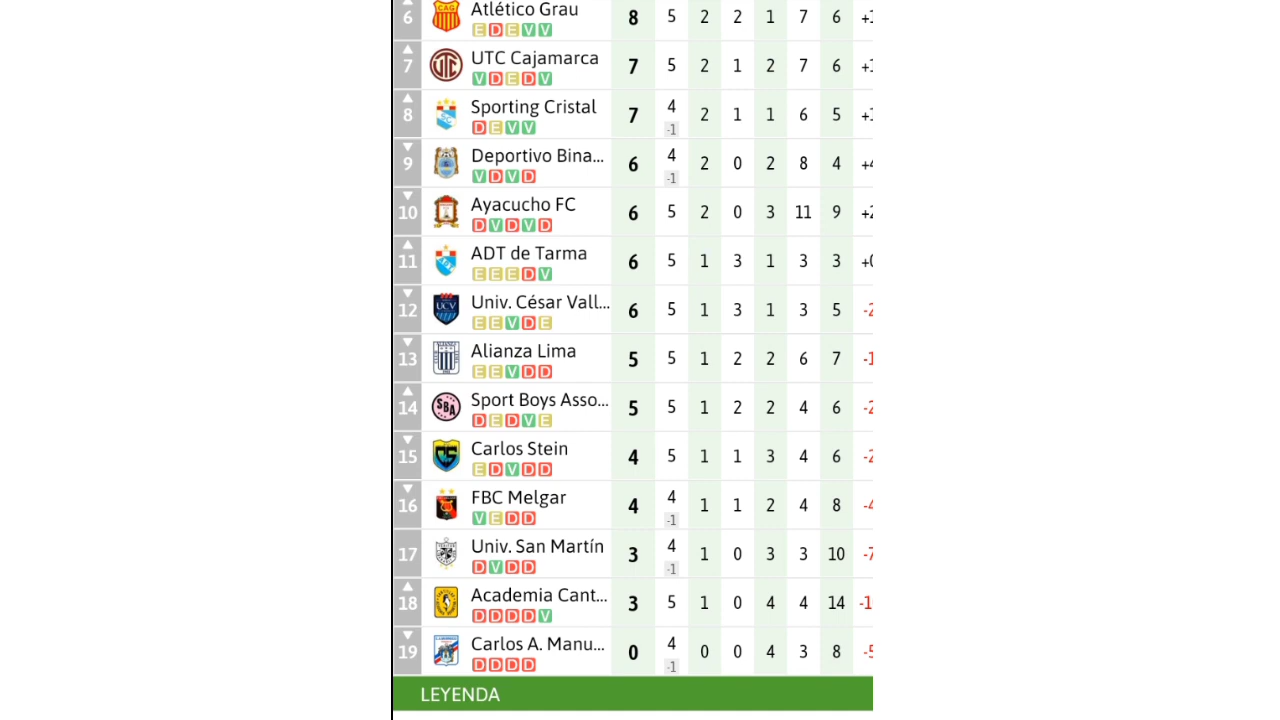 6 CAG Atlético Grau 8 5 2 2 1 7 6
E D E V V
7 UTC UTC Cajamarca 7 5 2 1 2 7 6
V D E D V
8 Sporting Cristal 7 4 2 1 1 6 5
D E V V -1
9 Deportivo Bina... 6 4 2 0 2 8 4
V D V D -1
10 Ayacucho FC 6 5 2 0 3 11 9
D V D V D
11 ADT de Tarma 6 5 1 3 1 3 3
E E E D V
12 UCV Univ. César Vall... 6 5 1 3 1 3 5
E E V D E
13 Alianza Lima 5 5 1 2 2 6 7
E E V D D
14 SBA Sport Boys Asso... 5 5 1 2 2 4 6
D E D V E
15 CS Carlos Stein 4 5 1 1 3 4 6
E D V D D
16 FBC Melgar 4 4 1 1 2 4 8
V E D D -1
17 Univ. San Martín 3 4 1 0 3 3 10
D V D D -1
18 Academia Cant... 3 5 1 0 4 4 14
D D D D V
19 Carlos A. Manu... 0 4 0 0 4 3 8
D D D D -1
LEYENDA